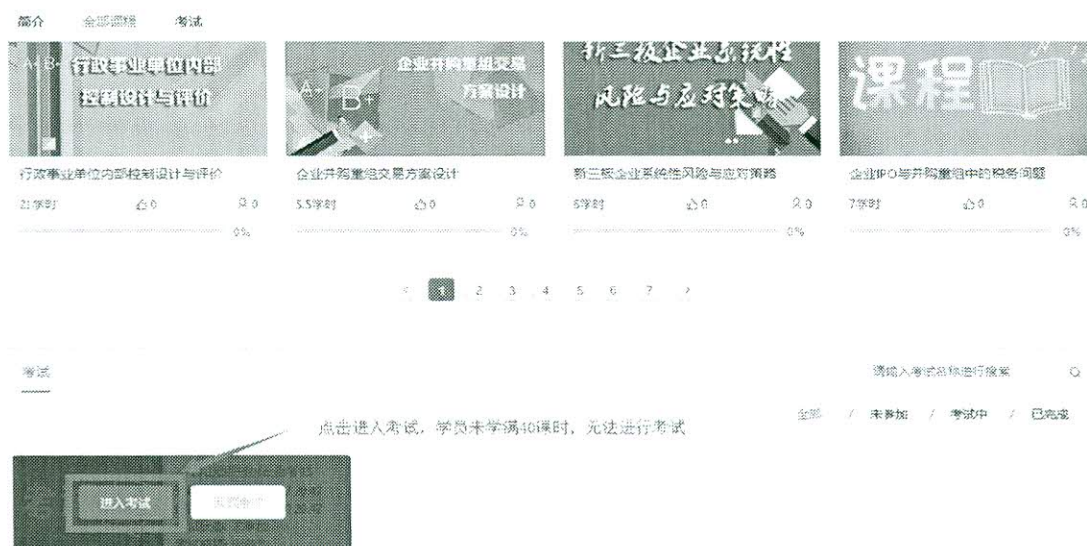 简介 全部课程 考试
行政事业单位内部
控制设计与评价
企业并购重组交易
方案设计
新三板企业系统性
风险与应对策略
课程
行政事业单位内部控制设计与评价
企业并购重组交易方案设计
新三板企业系统性风险与应对策略
企业IPO与并购重组中的税务问题
21学时 0 0
5.5学时 0 0
6学时 0 0
7学时 0 0
0%
0%
0%
0%
< 1 2 3 4 5 6 7 >
考试
请输入考试名称进行搜索
全部 / 未参加 / 考试中 / 已完成
点击进入考试，学员未学满40课时，无法进行考试
进入考试